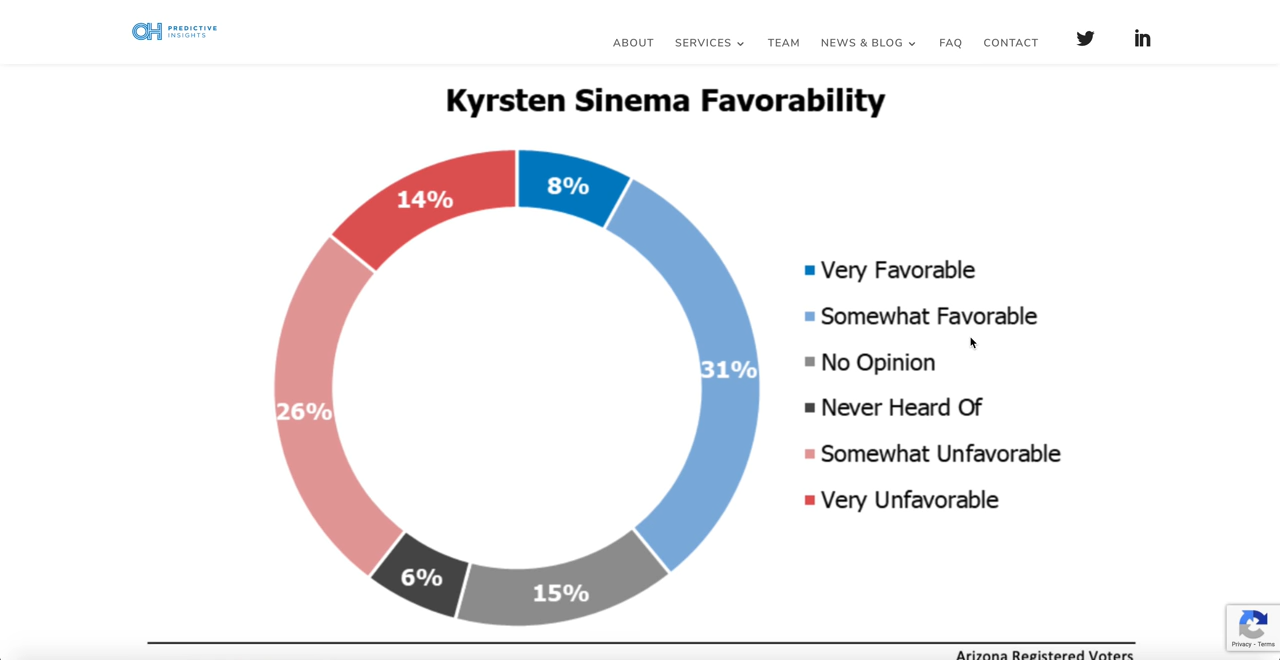 OH PREDICTIVE
INSIGHTS
ABOUT SERVICES TEAM NEWS & BLOG FAQ CONTACT
Kyrsten Sinema Favorability
14%
8%
31%
26%
6%
15%
Very Favorable
Somewhat Favorable
No Opinion
Never Heard Of
Somewhat Unfavorable
Very Unfavorable
Arizona Registered Voters
Privacy - Terms